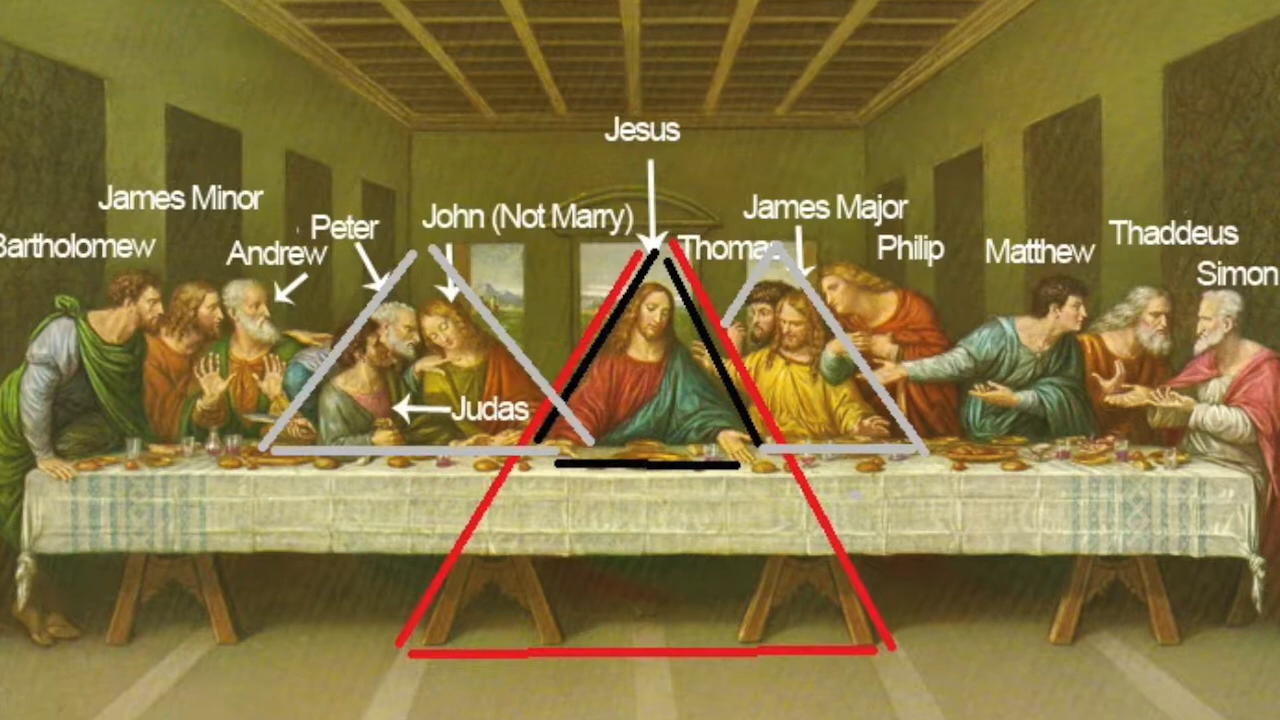 Jesus
James Minor
James Major
Peter
John (Not Marry)
Bartholomew
Andrew
Thomas
Philip
Matthew
Thaddeus
Simon
Judas